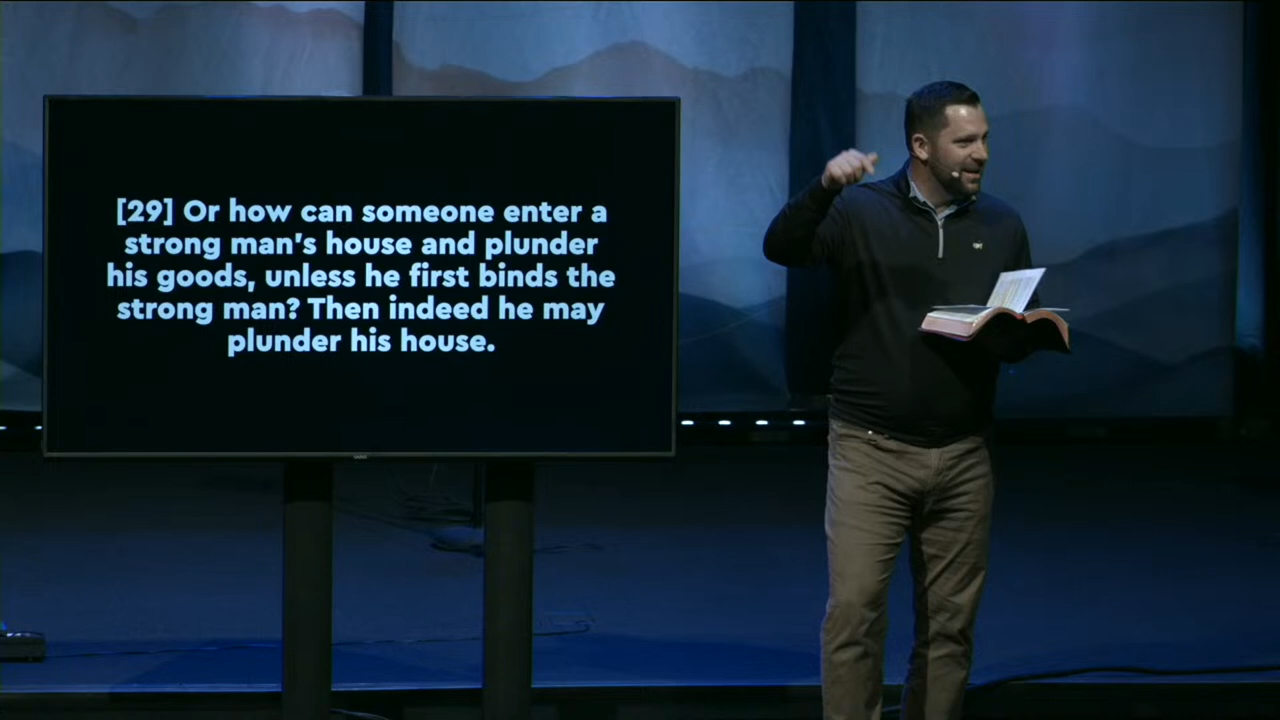 [29] Or how can someone enter a
strong man's house and plunder
his goods, unless he first binds the
strong man? Then indeed he may
plunder his house.